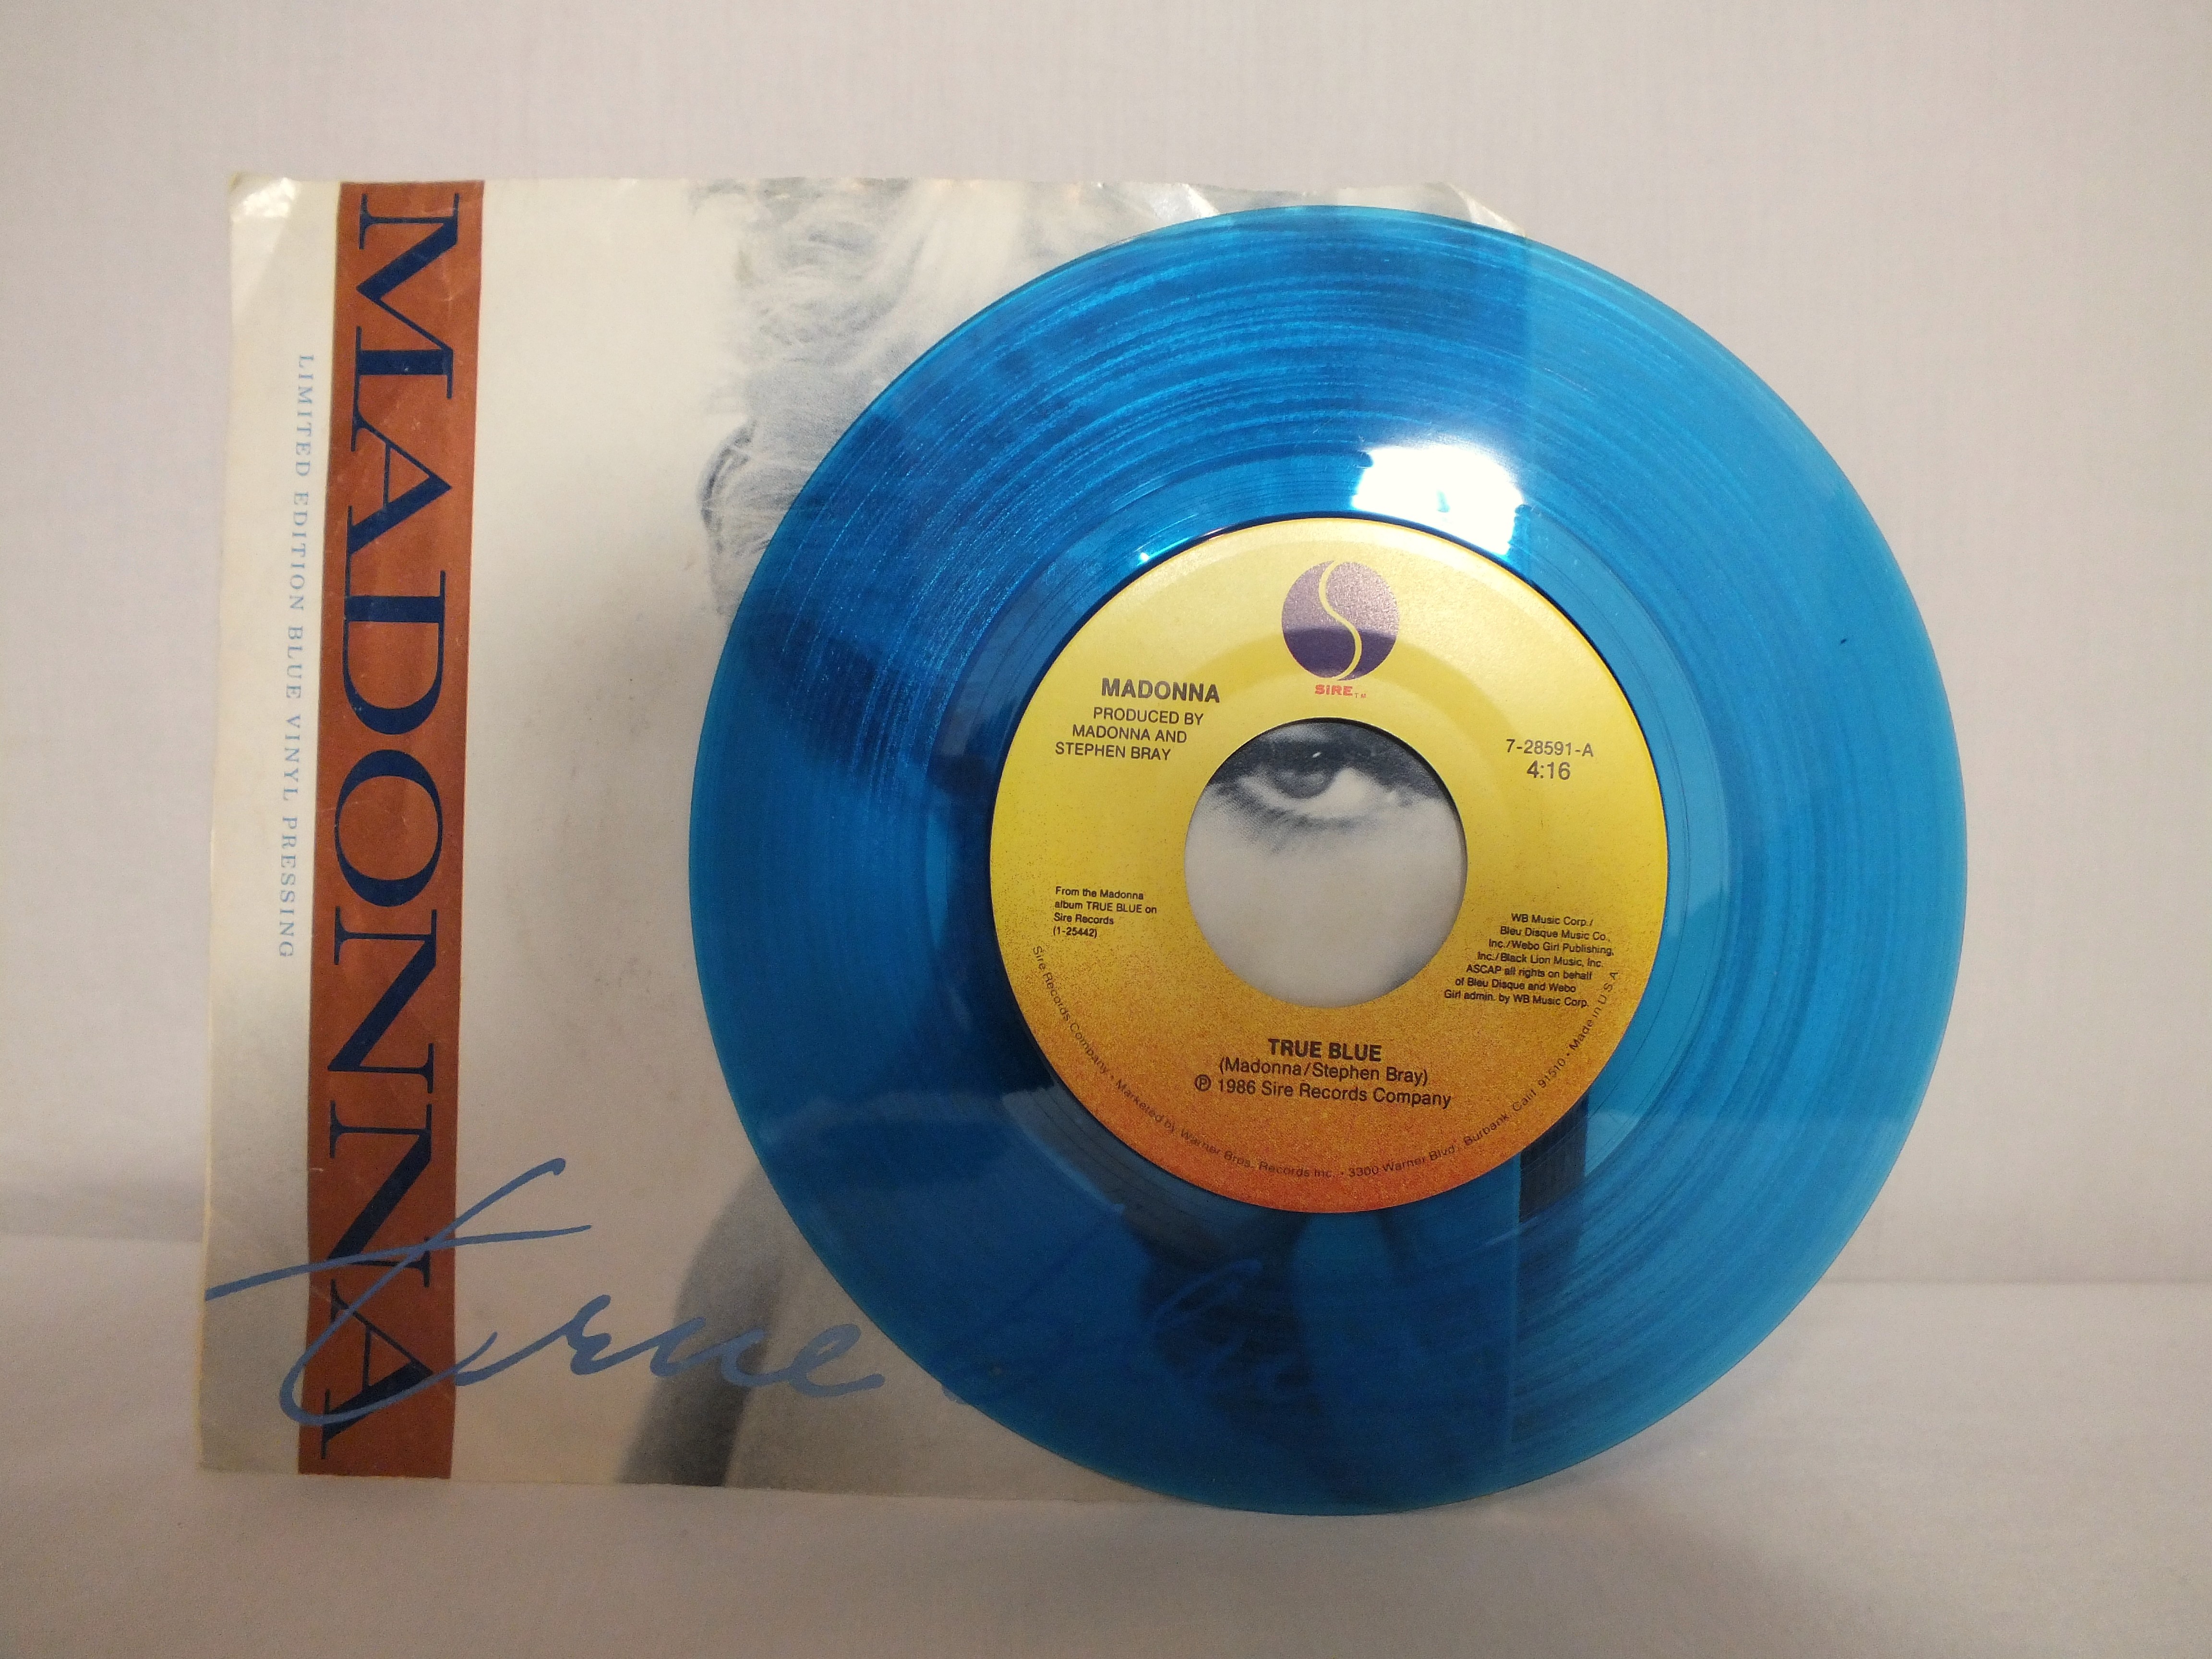 MADONNA
LIMITED EDITION BLUE VINYL PRESSING
true
SIRE TM
MADONNA
PRODUCED BY
MADONNA AND
STEPHEN BRAY
7-28591-A
4:16
From the Madonna
album TRUE BLUE on
Sire Records
(1-25442)
WB Music Corp./
Bleu Disque Music Co.,
Inc./Webo Girl Publishing,
Inc./Black Lion Music, Inc.
ASCAP all rights on behalf
of Bleu Disque and Webo
Girl admin. by WB Music Corp.
TRUE BLUE
(Madonna/Stephen Bray)
℗ 1986 Sire Records Company
Sire Records Company • Marketed by Warner Bros. Records Inc. • 3300 Warner Blvd., Burbank, Calif. 91510 • Made in U.S.A.